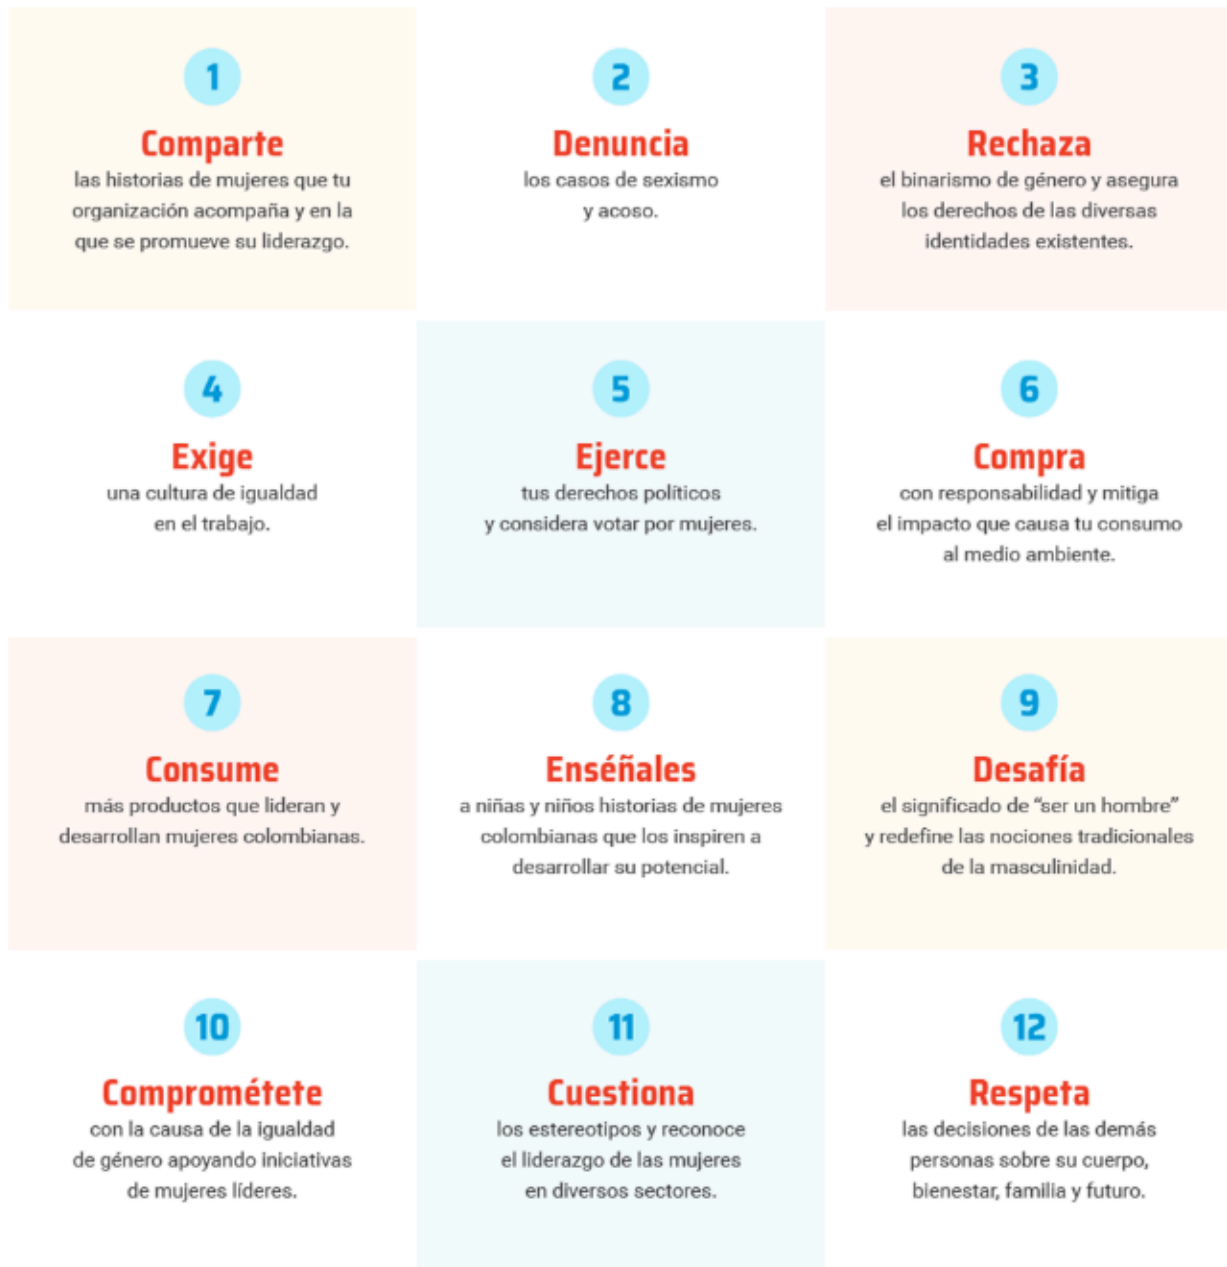 1
Comparte
las historias de mujeres que tu
organización acompaña y en la
que se promueve su liderazgo.
2
Denuncia
los casos de sexismo
y acoso.
3
Rechaza
el binarismo de género y asegura
los derechos de las diversas
identidades existentes.
4
Exige
una cultura de igualdad
en el trabajo.
5
Ejerce
tus derechos políticos
y considera votar por mujeres.
6
Compra
con responsabilidad y mitiga
el impacto que causa tu consumo
al medio ambiente.
7
Consume
más productos que lideran y
desarrollan mujeres colombianas.
8
Enséñales
a niñas y niños historias de mujeres
colombianas que los inspiren a
desarrollar su potencial.
9
Desafía
el significado de “ser un hombre”
y redefine las nociones tradicionales
de la masculinidad.
10
Comprométete
con la causa de la igualdad
de género apoyando iniciativas
de mujeres líderes.
11
Cuestiona
los estereotipos y reconoce
el liderazgo de las mujeres
en diversos sectores.
12
Respeta
las decisiones de las demás
personas sobre su cuerpo,
bienestar, familia y futuro.